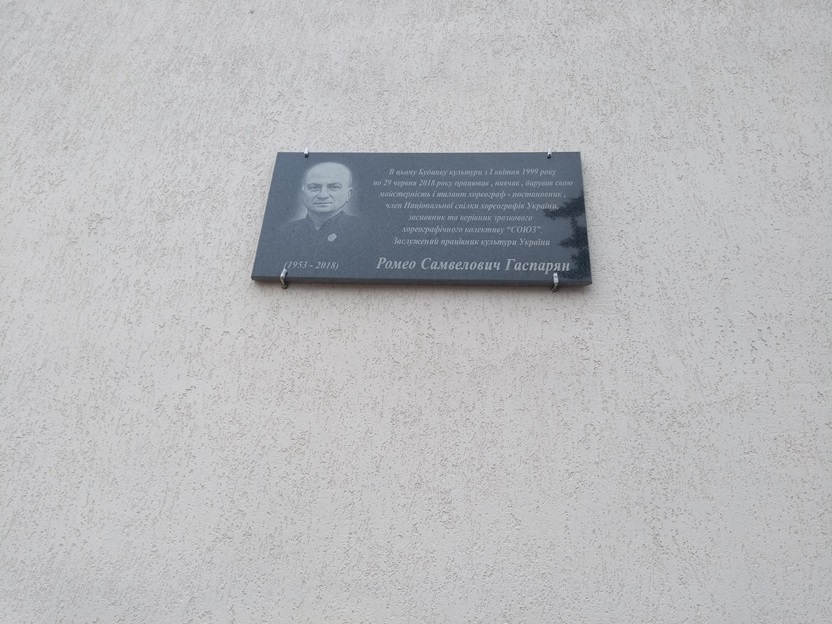 В цьому Будинку культури з 1 квітня 1999 року
по 29 червня 2018 року працював , навчав , дарував свою
майстерність і талант хореограф - постановник ,
член Національної спілки хореографів України,
засновник та керівник зразкового
хореографічного колективу "СОЮЗ".
Заслужений працівник культури України
(1953 - 2018)
Ромео Самвелович Гаспарян